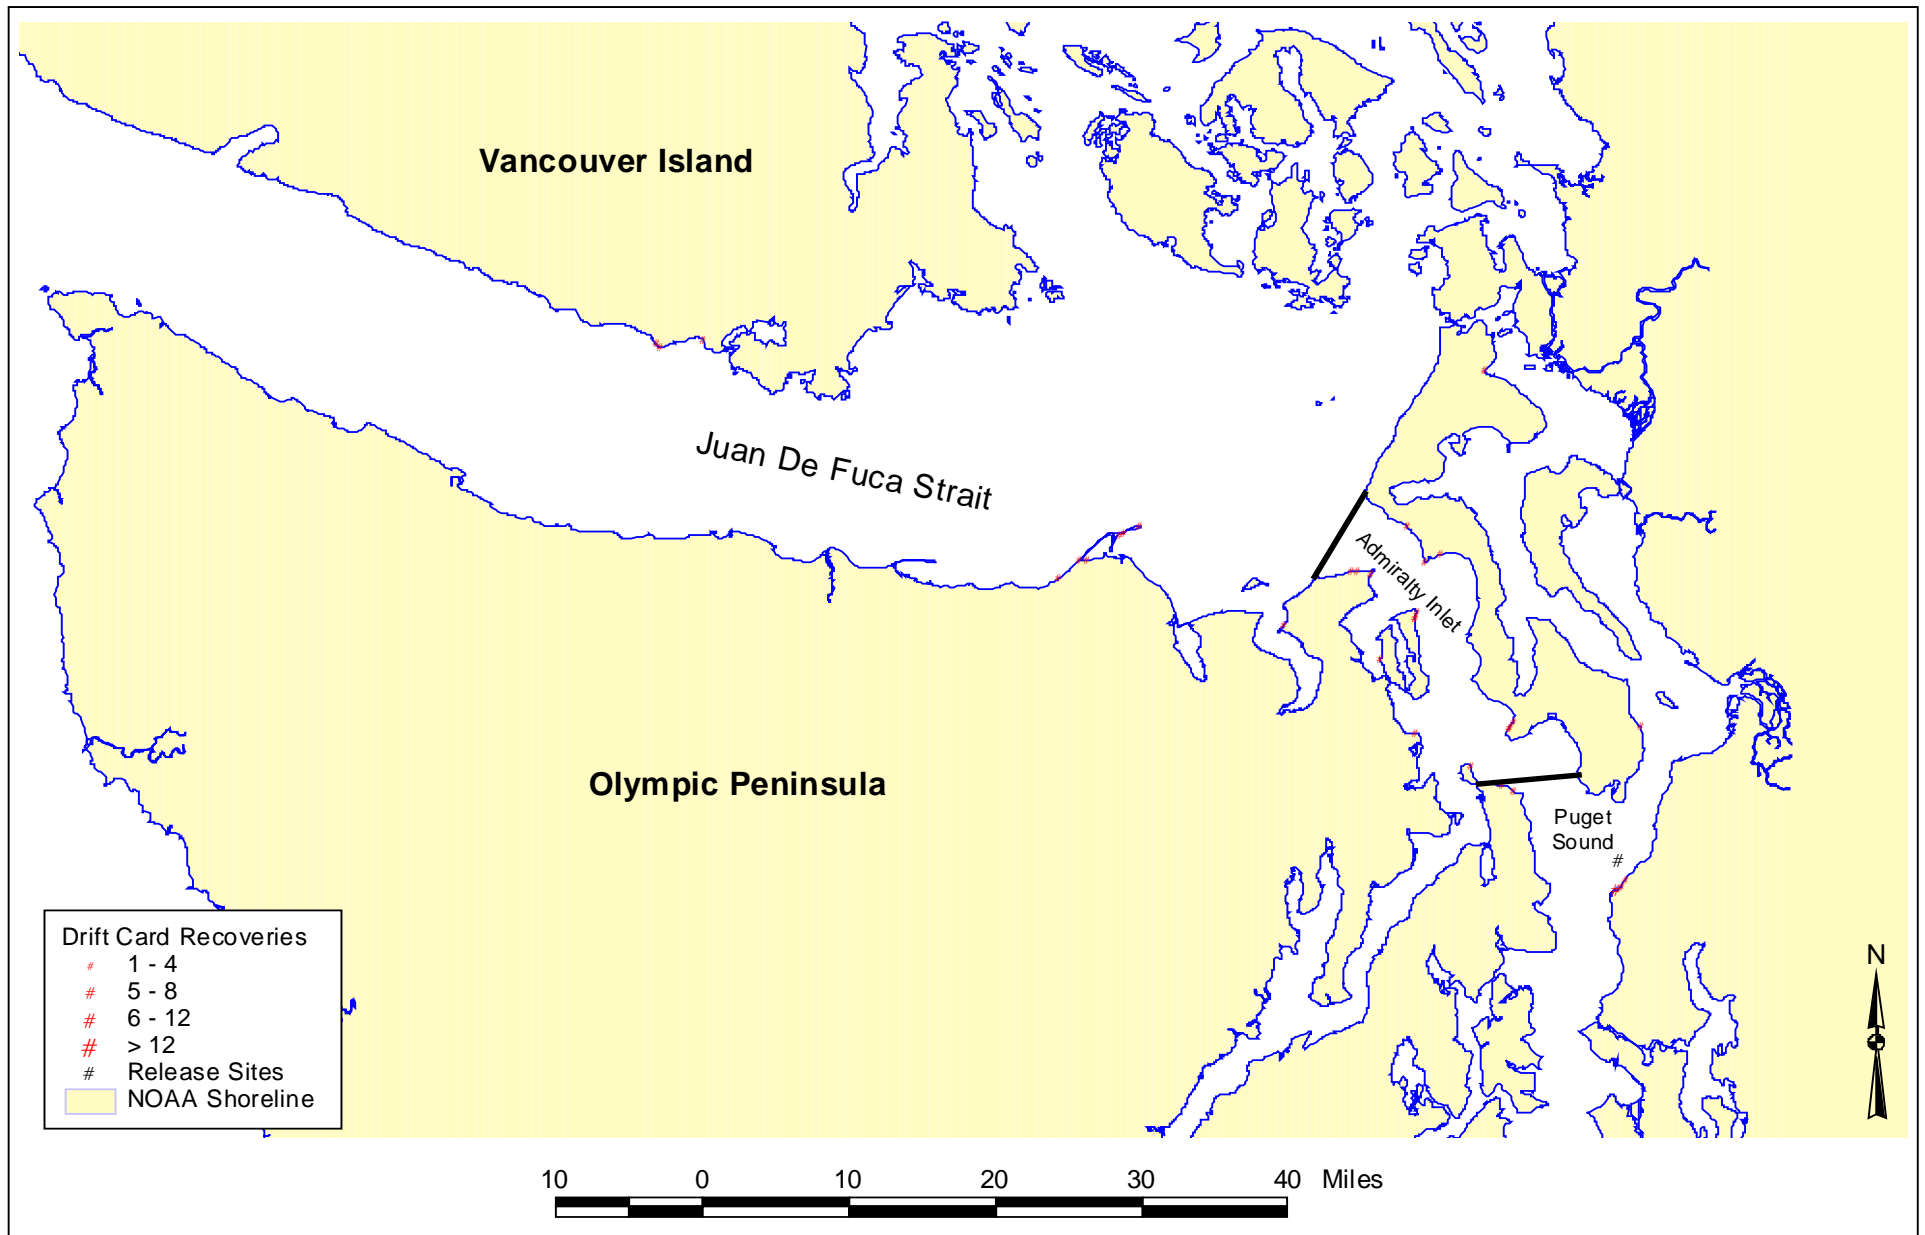 Vancouver Island
Juan De Fuca Strait
Admiralty Inlet
Olympic Peninsula
Puget
Sound
#
Drift Card Recoveries
# 1 - 4
# 5 - 8
# 6 - 12
# > 12
# Release Sites
NOAA Shoreline
N
10 0 10 20 30 40 Miles